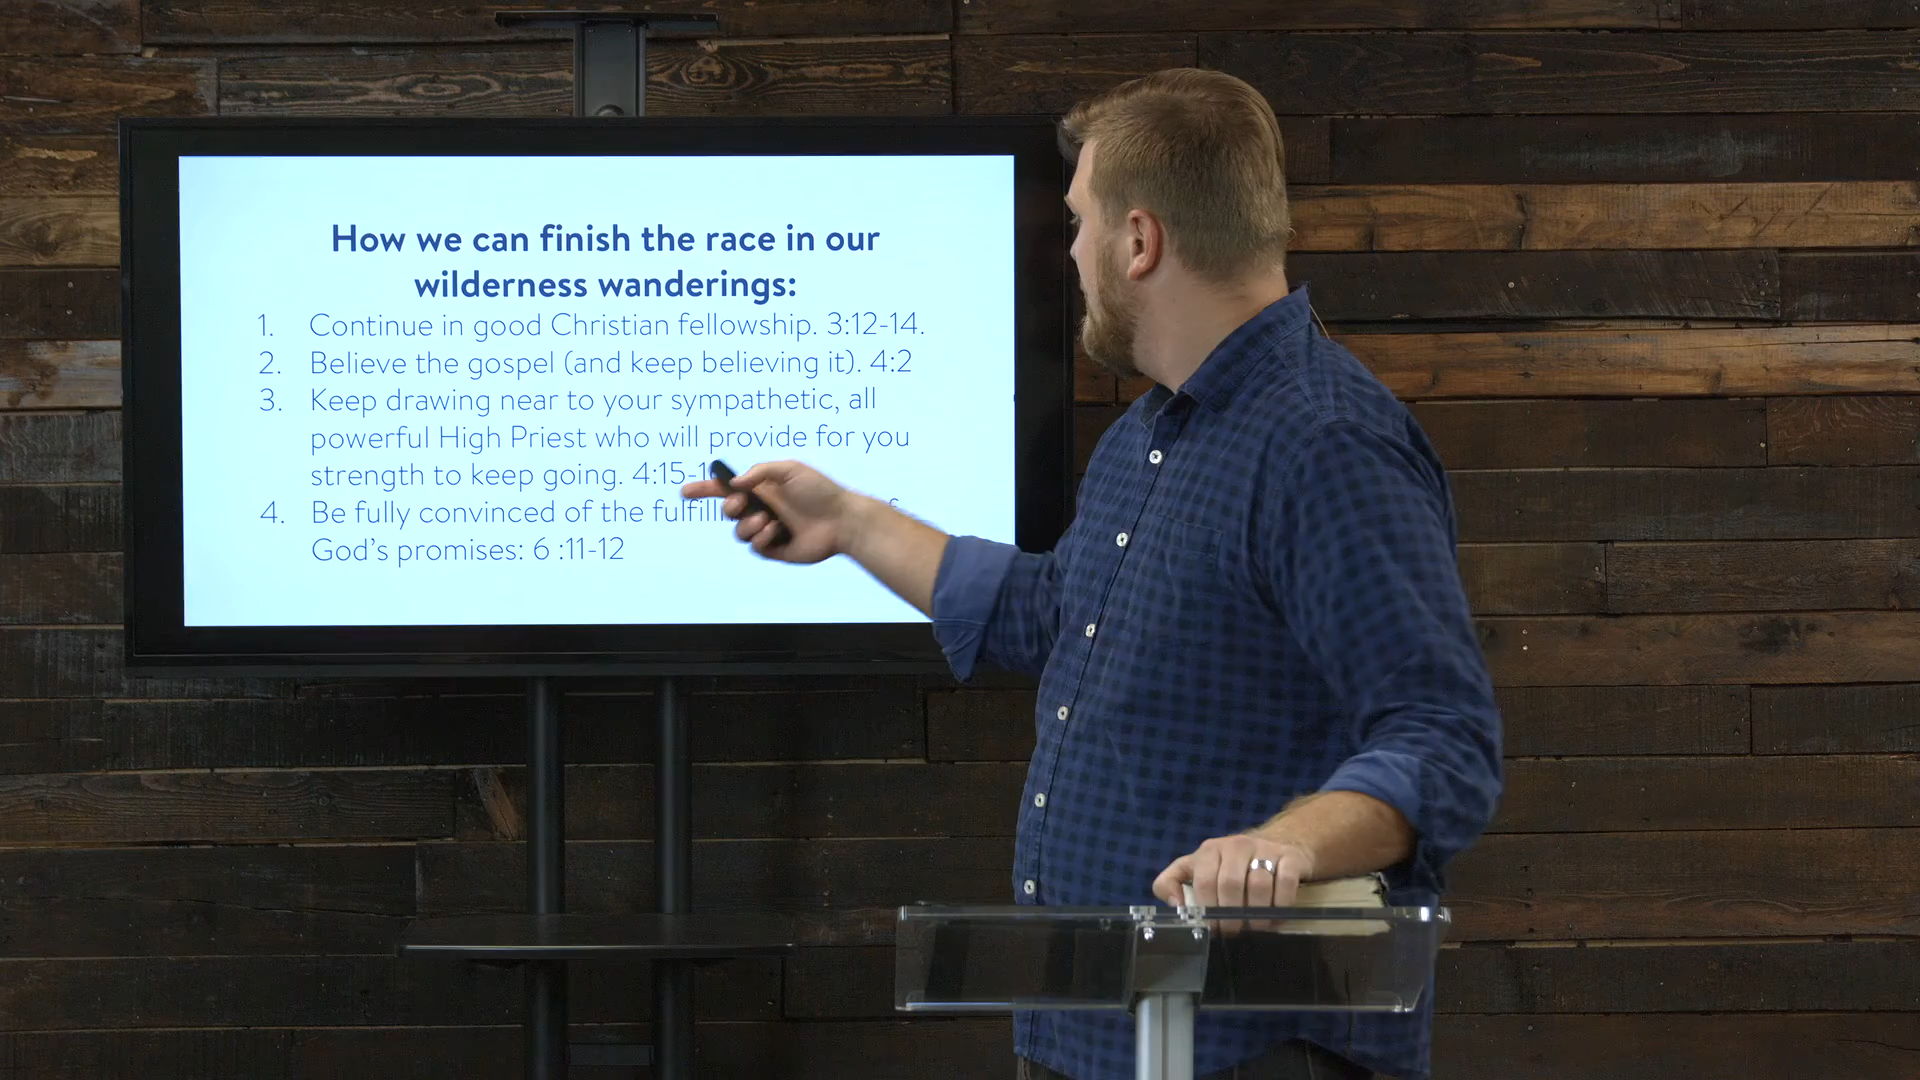 How we can finish the race in our
wilderness wanderings:
1. Continue in good Christian fellowship. 3:12-14.
2. Believe the gospel (and keep believing it). 4:2
3. Keep drawing near to your sympathetic, all
powerful High Priest who will provide for you
strength to keep going.
4. Be fully convinced of the
God's promises: 6 :11-12